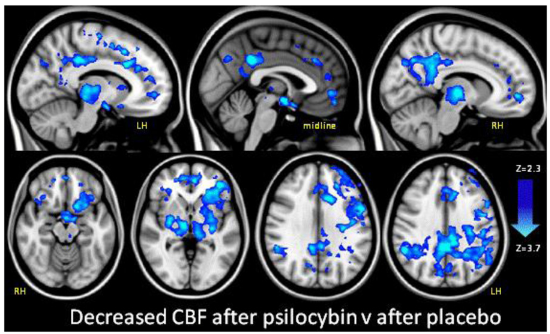 LH
midline
RH
Z=2.3
Z=3.7
RH
LH
Decreased CBF after psilocybin v after placebo